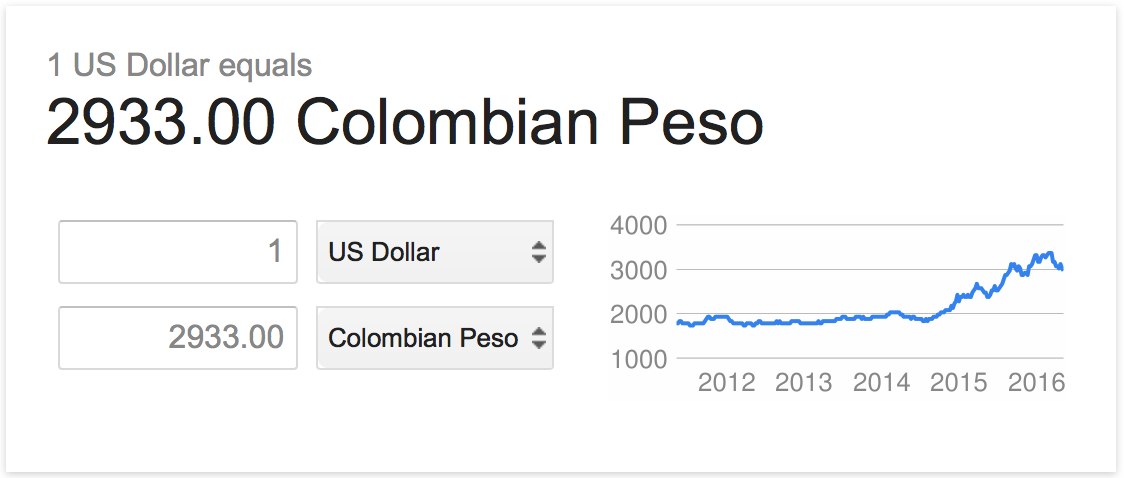 1 US Dollar equals
2933.00 Colombian Peso
1 US Dollar
2933.00 Colombian Peso
4000
3000
2000
1000
2012 2013 2014 2015 2016